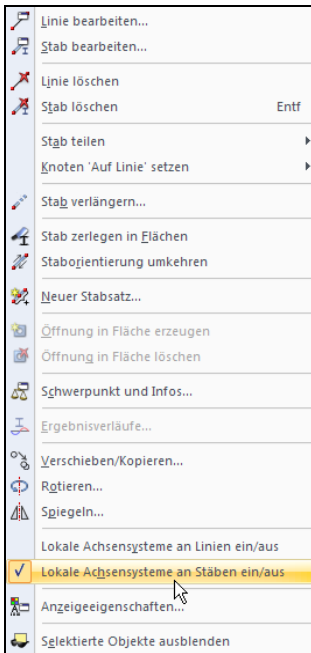 Linie bearbeiten...
Stab bearbeiten...
Linie löschen
Stab löschen Entf
Stab teilen
Knoten 'Auf Linie' setzen
Stab verlängern...
Stab zerlegen in Flächen
Staborientierung umkehren
Neuer Stabsatz...
Öffnung in Fläche erzeugen
Öffnung in Fläche löschen
Schwerpunkt und Infos...
Ergebnisverläufe...
Verschieben/Kopieren...
Rotieren...
Spiegeln...
Lokale Achsensysteme an Linien ein/aus
Lokale Achsensysteme an Stäben ein/aus
Anzeigeeigenschaften...
Selektierte Objekte ausblenden